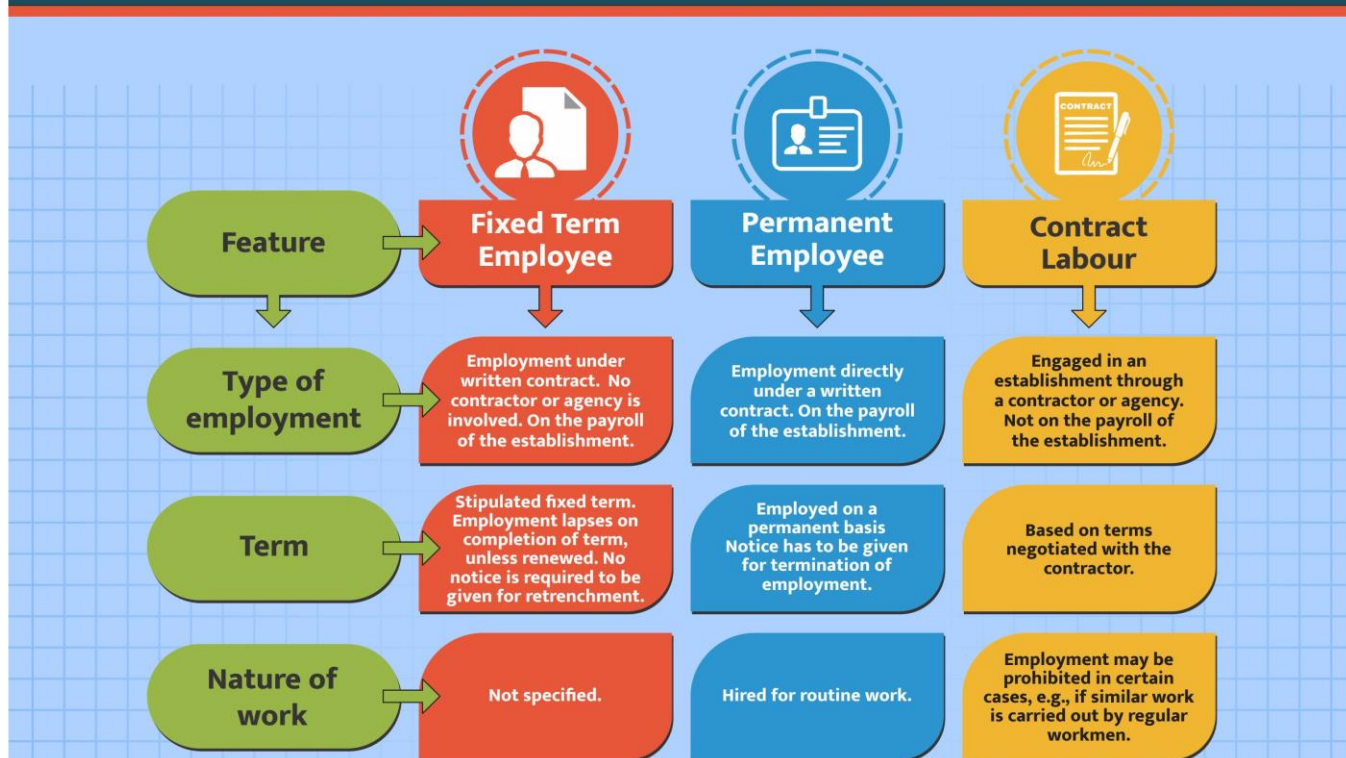 CONTRACT
Feature
Fixed Term
Employee
Permanent
Employee
Contract
Labour
Type of
employment
Employment under
written contract. No
contractor or agency is
involved. On the payroll
of the establishment.
Employment directly
under a written
contract. On the payroll
of the establishment.
Engaged in an
establishment through
a contractor or agency.
Not on the payroll of
the establishment.
Term
Stipulated fixed term.
Employment lapses on
completion of term,
unless renewed. No
notice is required to be
given for retrenchment.
Employed on a
permanent basis
Notice has to be given
for termination of
employment.
Based on terms
negotiated with the
contractor.
Nature of
work
Not specified.
Hired for routine work.
Employment may be
prohibited in certain
cases, e.g., if similar work
is carried out by regular
workmen.